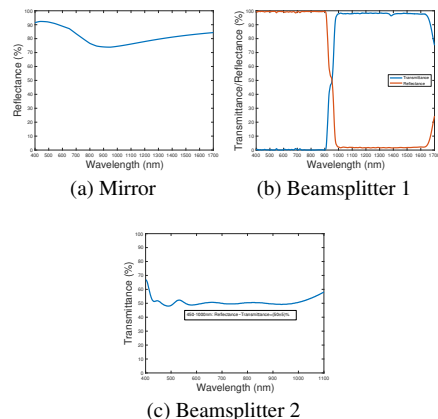 Reflectance (%)
100
90
80
70
60
50
40
30
20
10
0
400 500 600 700 800 900 1000 1100 1200 1300 1400 1500 1600 1700
Wavelength (nm)
(a) Mirror
Transmittance/Reflectance (%)
100
90
80
70
60
50
40
30
20
10
0
Transmittance
Reflectance
400 500 600 700 800 900 1000 1100 1200 1300 1400 1500 1600 1700
Wavelength (nm)
(b) Beamsplitter 1
Transmittance (%)
100
90
80
70
60
50
40
30
20
10
0
400 500 600 700 800 900 1000 1100
Wavelength (nm)
(c) Beamsplitter 2